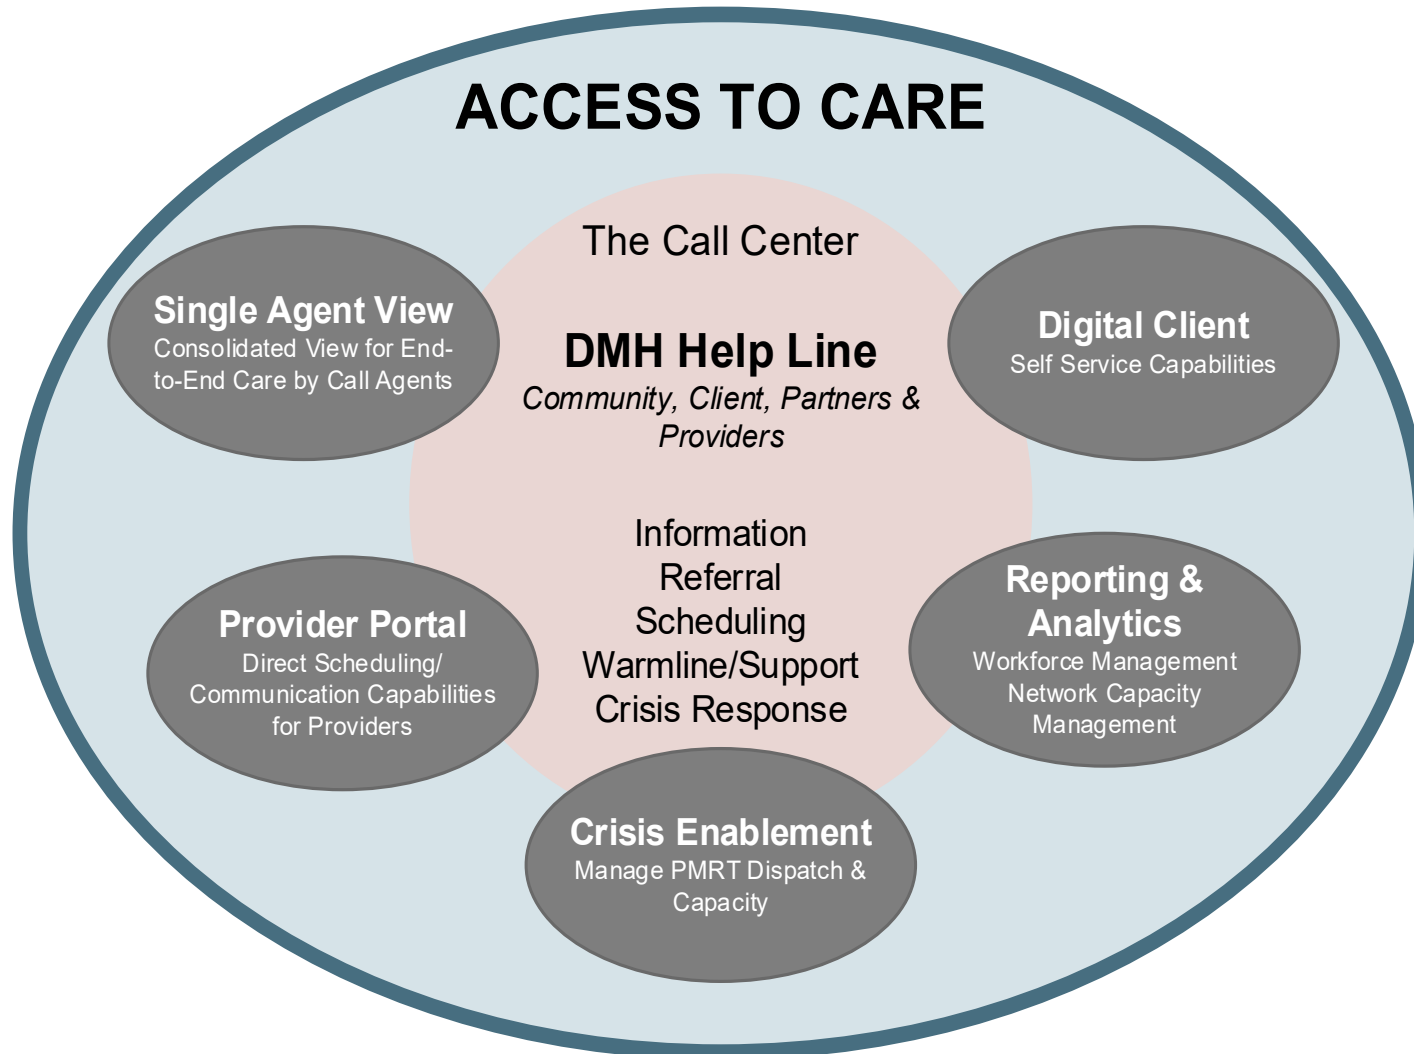 ACCESS TO CARE
The Call Center
DMH Help Line
Community, Client, Partners &
Providers
Information
Referral
Scheduling
Warmline/Support
Crisis Response
Single Agent View
Consolidated View for End-
to-End Care by Call Agents
Digital Client
Self Service Capabilities
Provider Portal
Direct Scheduling/
Communication Capabilities
for Providers
Reporting &
Analytics
Workforce Management
Network Capacity
Management
Crisis Enablement
Manage PMRT Dispatch &
Capacity